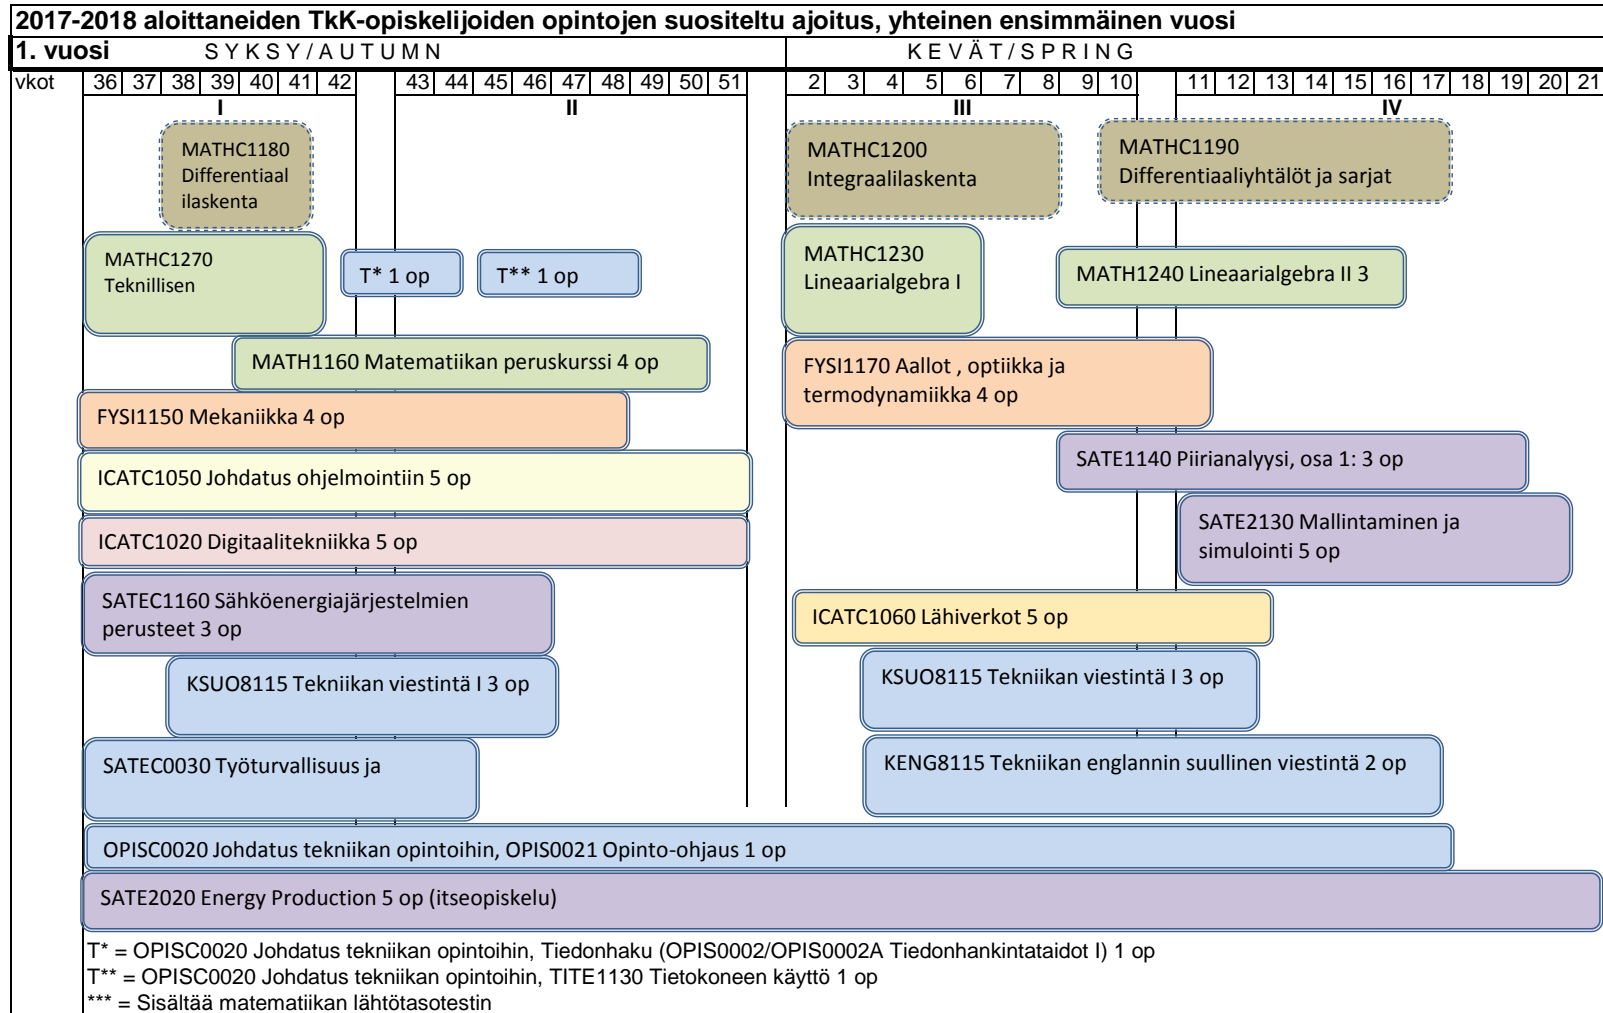 2017-2018 aloittaneiden TkK-opiskelijoiden opintojen suositeltu ajoitus, yhteinen ensimmäinen vuosi
1. vuosi SYKSY/AUTUMN KEVÄT/SPRING
vkot 36 37 38 39 40 41 42 43 44 45 46 47 48 49 50 51 2 3 4 5 6 7 8 9 10 11 12 13 14 15 16 17 18 19 20 21
I II III IV
MATHC1180
Differentiaal
ilaskenta
MATHC1200
Integraalilaskenta
MATHC1190
Differentiaaliyhtälöt ja sarjat
MATHC1270
Teknillisen
T* 1 op
T** 1 op
MATHC1230
Lineaarialgebra I
MATH1240 Lineaarialgebra II 3
MATH1160 Matematiikan peruskurssi 4 op
FYSI1170 Aallot , optiikka ja
termodynamiikka 4 op
FYSI1150 Mekaniikka 4 op
SATE1140 Piirianalyysi, osa 1: 3 op
ICATC1050 Johdatus ohjelmointiin 5 op
SATE2130 Mallintaminen ja
simulointi 5 op
ICATC1020 Digitaalitekniikka 5 op
SATEC1160 Sähköenergiajärjestelmien
perusteet 3 op
ICATC1060 Lähiverkot 5 op
KSUO8115 Tekniikan viestintä I 3 op
KSUO8115 Tekniikan viestintä I 3 op
SATEC0030 Työturvallisuus ja
KENG8115 Tekniikan englannin suullinen viestintä 2 op
OPISC0020 Johdatus tekniikan opintoihin, OPIS0021 Opinto-ohjaus 1 op
SATE2020 Energy Production 5 op (itseopiskelu)
T* = OPISC0020 Johdatus tekniikan opintoihin, Tiedonhaku (OPIS0002/OPIS0002A Tiedonhankintataidot I) 1 op
T** = OPISC0020 Johdatus tekniikan opintoihin, TITE1130 Tietokoneen käyttö 1 op
*** = Sisältää matematiikan lähtötasotestin